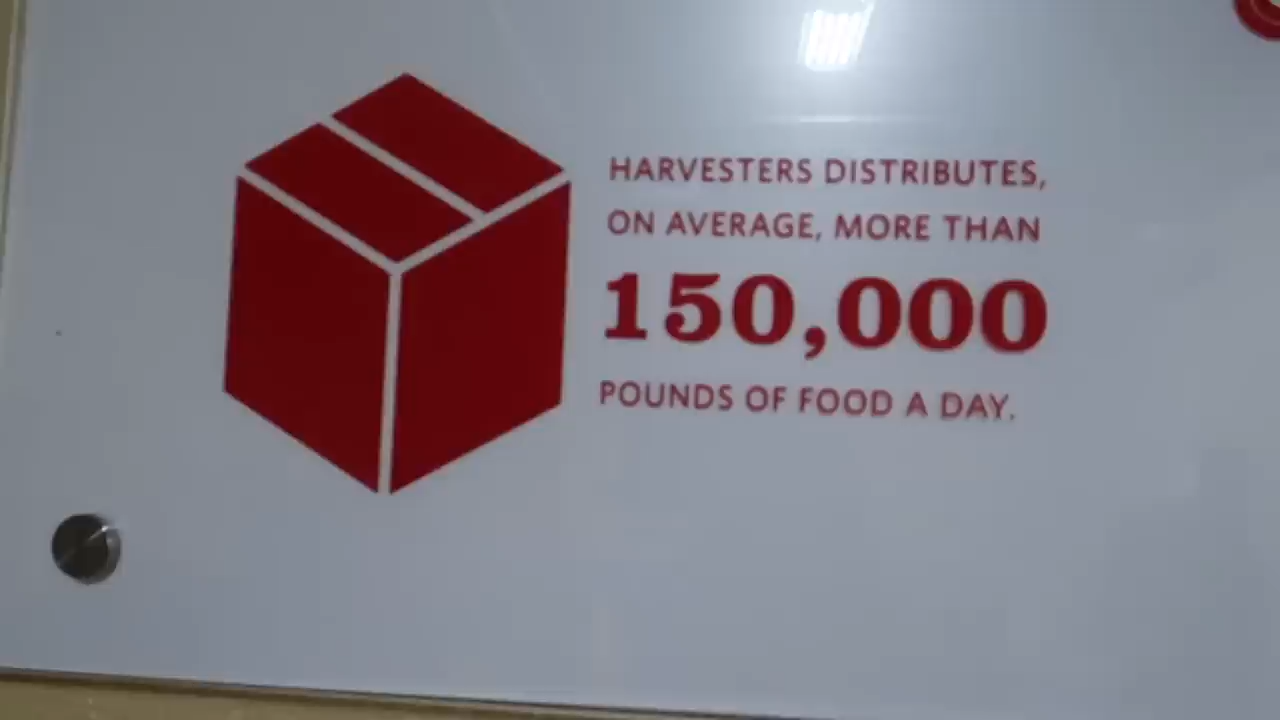 HARVESTERS DISTRIBUTES,
ON AVERAGE, MORE THAN
150,000
POUNDS OF FOOD A DAY.